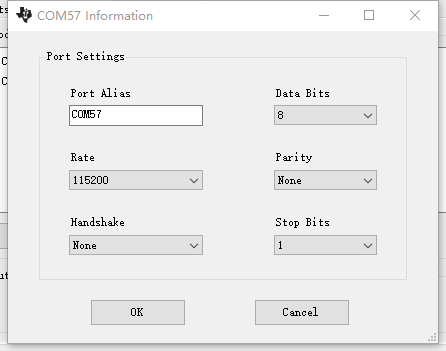 COM57 Information
Port Settings
Port Alias
Data Bits
COM57
8
Rate
Parity
115200
None
Handshake
Stop Bits
None
1
OK
Cancel